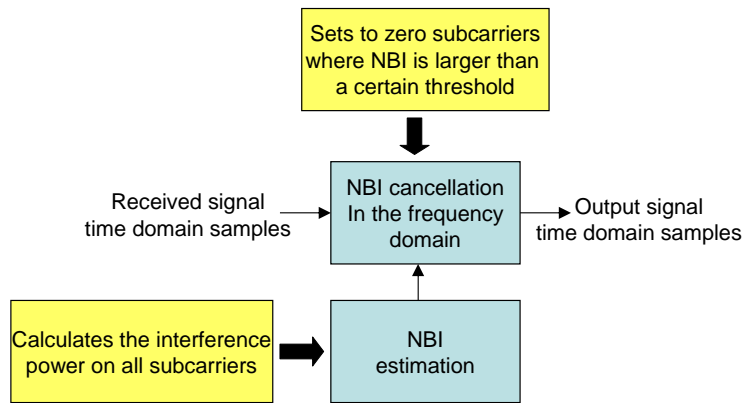 Sets to zero subcarriers
where NBI is larger than
a certain threshold
Received signal
time domain samples
NBI cancellation
In the frequency
domain
Output signal
time domain samples
Calculates the interference
power on all subcarriers
NBI
estimation